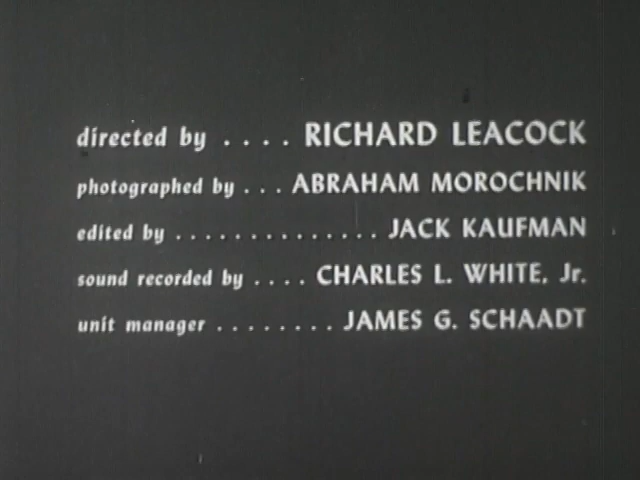 directed by .... RICHARD LEACOCK
photographed by ... ABRAHAM MOROCHNIK
edited by .............. JACK KAUFMAN
sound recorded by .... CHARLES L. WHITE, Jr.
unit manager ........ JAMES G. SCHAADT